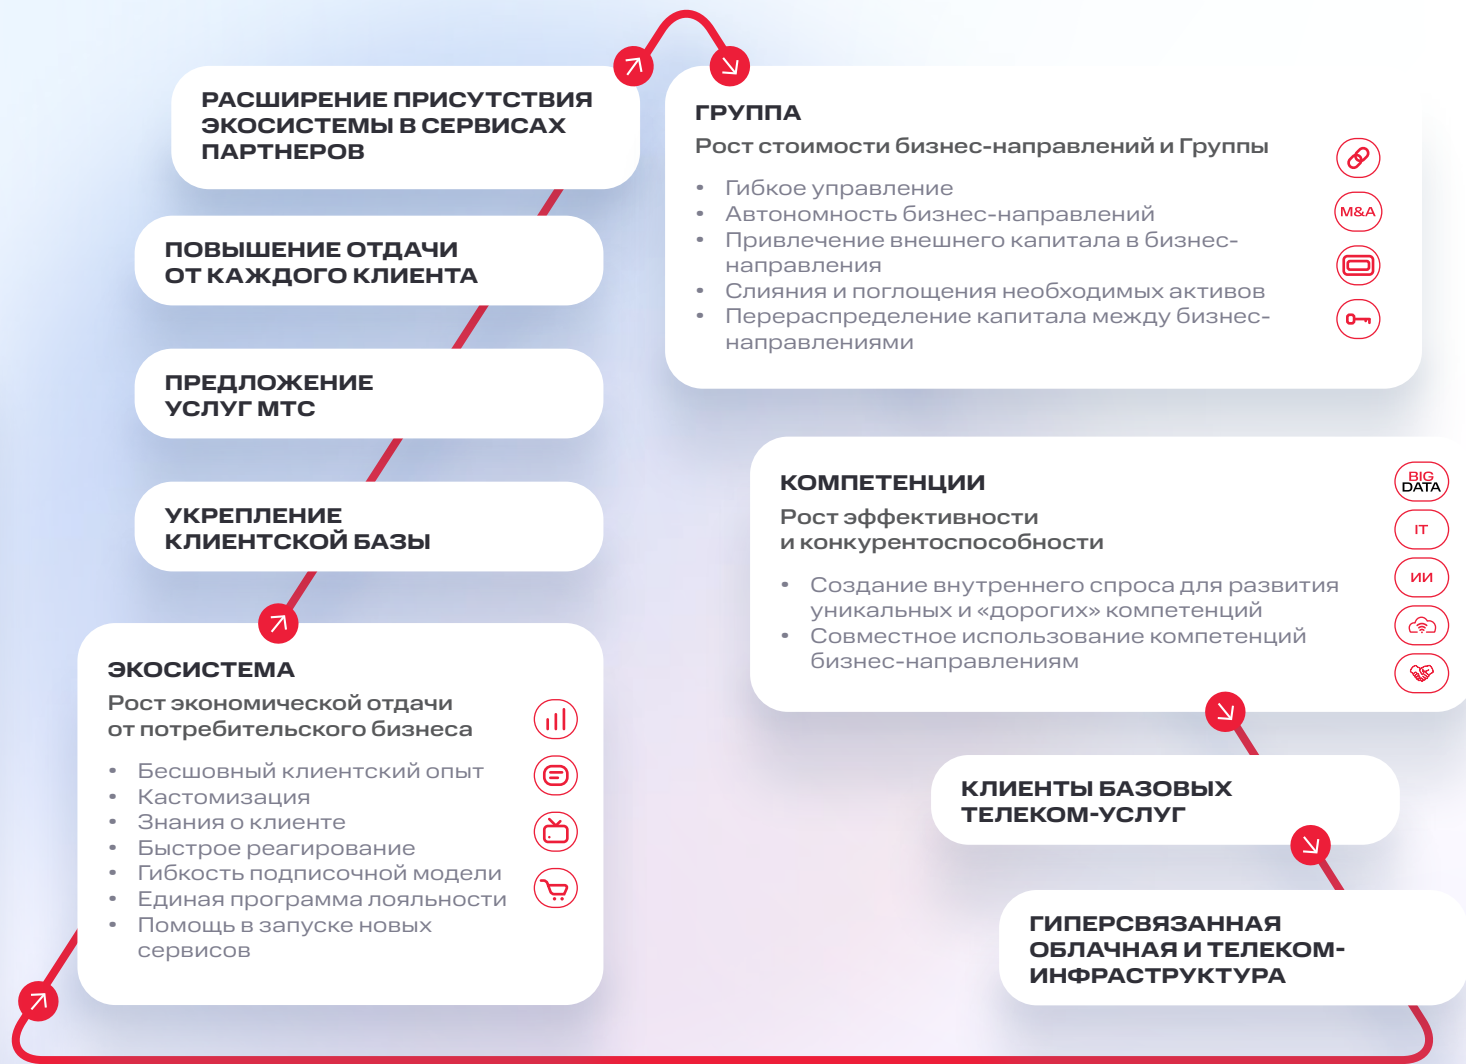 РАСШИРЕНИЕ ПРИСУТСТВИЯ
ЭКОСИСТЕМЫ В СЕРВИСАХ
ПАРТНЕРОВ
ПОВЫШЕНИЕ ОТДАЧИ
ОТ КАЖДОГО КЛИЕНТА
ПРЕДЛОЖЕНИЕ
УСЛУГ МТС
УКРЕПЛЕНИЕ
КЛИЕНТСКОЙ БАЗЫ
ЭКОСИСТЕМА
Рост экономической отдачи
от потребительского бизнеса
• Бесшовный клиентский опыт
• Кастомизация
• Знания о клиенте
• Быстрое реагирование
• Гибкость подписочной модели
• Единая программа лояльности
• Помощь в запуске новых
сервисов
ГРУППА
Рост стоимости бизнес-направлений и Группы
• Гибкое управление
• Автономность бизнес-направлений
• Привлечение внешнего капитала в бизнес-
направления
• Слияния и поглощения необходимых активов
• Перераспределение капитала между бизнес-
направлениями
M&A
КОМПЕТЕНЦИИ
Рост эффективности
и конкурентоспособности
• Создание внутреннего спроса для развития
уникальных и «дорогих» компетенций
• Совместное использование компетенций
бизнес-направлениям
BIG
DATA
IT
ИИ
КЛИЕНТЫ БАЗОВЫХ
ТЕЛЕКОМ-УСЛУГ
ГИПЕРСВЯЗАННАЯ
ОБЛАЧНАЯ И ТЕЛЕКОМ-
ИНФРАСТРУКТУРА